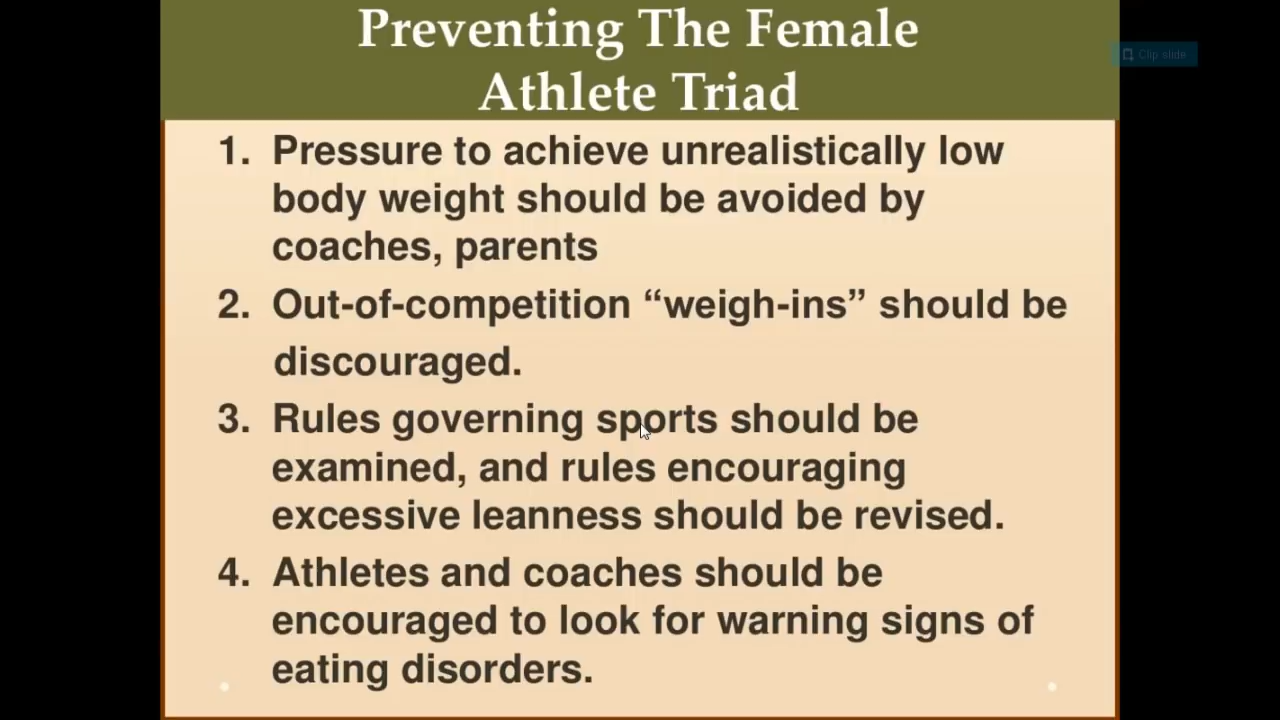 Preventing The Female
Athlete Triad
Clip slide
1. Pressure to achieve unrealistically low
body weight should be avoided by
coaches, parents
2. Out-of-competition “weigh-ins” should be
discouraged.
3. Rules governing sports should be
examined, and rules encouraging
excessive leanness should be revised.
4. Athletes and coaches should be
encouraged to look for warning signs of
eating disorders.